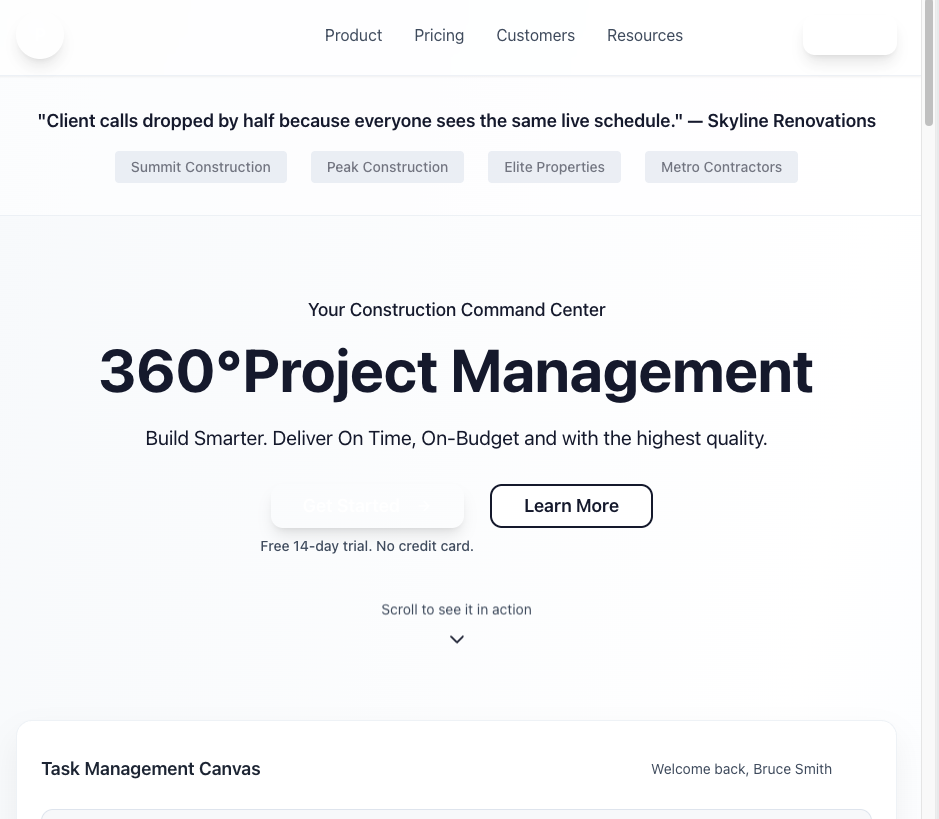 Product Pricing Customers Resources
"Client calls dropped by half because everyone sees the same live schedule." — Skyline Renovations
Summit Construction Peak Construction Elite Properties Metro Contractors
Your Construction Command Center
360°Project Management
Build Smarter. Deliver On Time, On-Budget and with the highest quality.
Get Started Learn More
Free 14-day trial. No credit card.
Scroll to see it in action
Task Management Canvas Welcome back, Bruce Smith